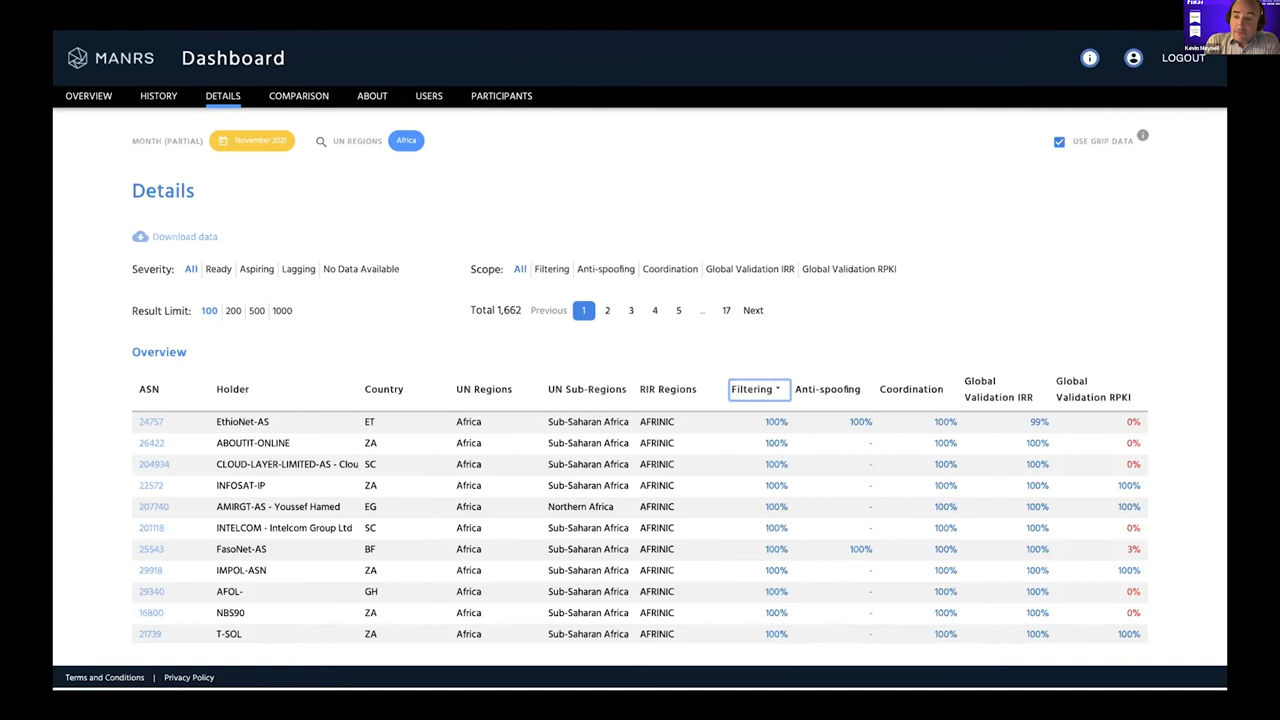 MANRS Dashboard LOGOUT
Kevin Meynell
OVERVIEW HISTORY DETAILS COMPARISON ABOUT USERS PARTICIPANTS
MONTH (PARTIAL) November 2021 UN REGIONS Africa USE GRIP DATA
Details
Download data
Severity: All Ready Aspiring Lagging No Data Available Scope: All Filtering Anti-spoofing Coordination Global Validation IRR Global Validation RPKI
Result Limit: 100 200 500 1000 Total 1,662 Previous 1 2 3 4 5 ... 17 Next
Overview
ASN Holder Country UN Regions UN Sub-Regions RIR Regions Filtering Anti-spoofing Coordination Global Validation IRR Global Validation RPKI
24757 EthioNet-AS ET Africa Sub-Saharan Africa AFRINIC 100% 100% 100% 99% 0%
26422 ABOUTIT-ONLINE ZA Africa Sub-Saharan Africa AFRINIC 100% - 100% 100% 0%
204934 CLOUD-LAYER-LIMITED-AS - Clou SC Africa Sub-Saharan Africa AFRINIC 100% - 100% 100% 0%
22572 INFOSAT-IP ZA Africa Sub-Saharan Africa AFRINIC 100% - 100% 100% 100%
207740 AMIRGT-AS - Youssef Hamed EG Africa Northern Africa AFRINIC 100% - 100% 100% 100%
201118 INTELCOM - Intelcom Group Ltd SC Africa Sub-Saharan Africa AFRINIC 100% - 100% 100% 0%
25543 FasoNet-AS BF Africa Sub-Saharan Africa AFRINIC 100% 100% 100% 100% 3%
29918 IMPOL-ASN ZA Africa Sub-Saharan Africa AFRINIC 100% - 100% 100% 100%
29340 AFOL- GH Africa Sub-Saharan Africa AFRINIC 100% - 100% 100% 0%
16800 NBS90 ZA Africa Sub-Saharan Africa AFRINIC 100% - 100% 100% 0%
21739 T-SOL ZA Africa Sub-Saharan Africa AFRINIC 100% - 100% 100% 100%
Terms and Conditions | Privacy Policy